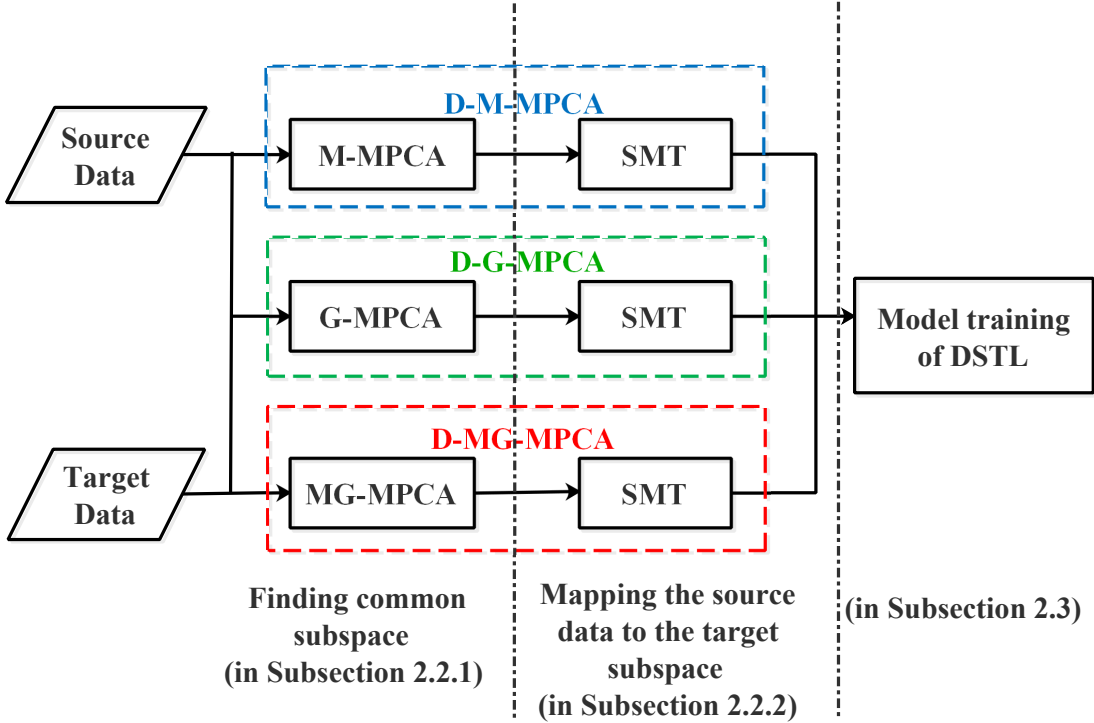 D-M-MPCA
Source
Data
M-MPCA
SMT
D-G-MPCA
G-MPCA
SMT
Model training
of DSTL
D-MG-MPCA
Target
Data
MG-MPCA
SMT
Finding common
subspace
(in Subsection 2.2.1)
Mapping the source
data to the target
subspace
(in Subsection 2.2.2)
(in Subsection 2.3)